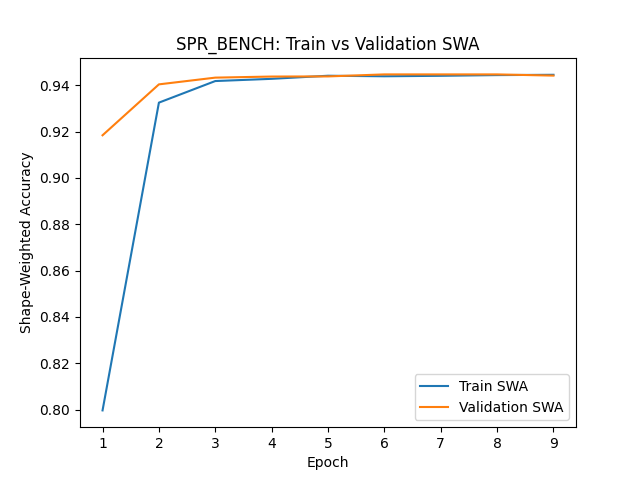 SPR_BENCH: Train vs Validation SWA
Shape-Weighted Accuracy
0.94
0.92
0.90
0.88
0.86
0.84
0.82
0.80
1 2 3 4 5 6 7 8 9
Epoch
Train SWA
Validation SWA